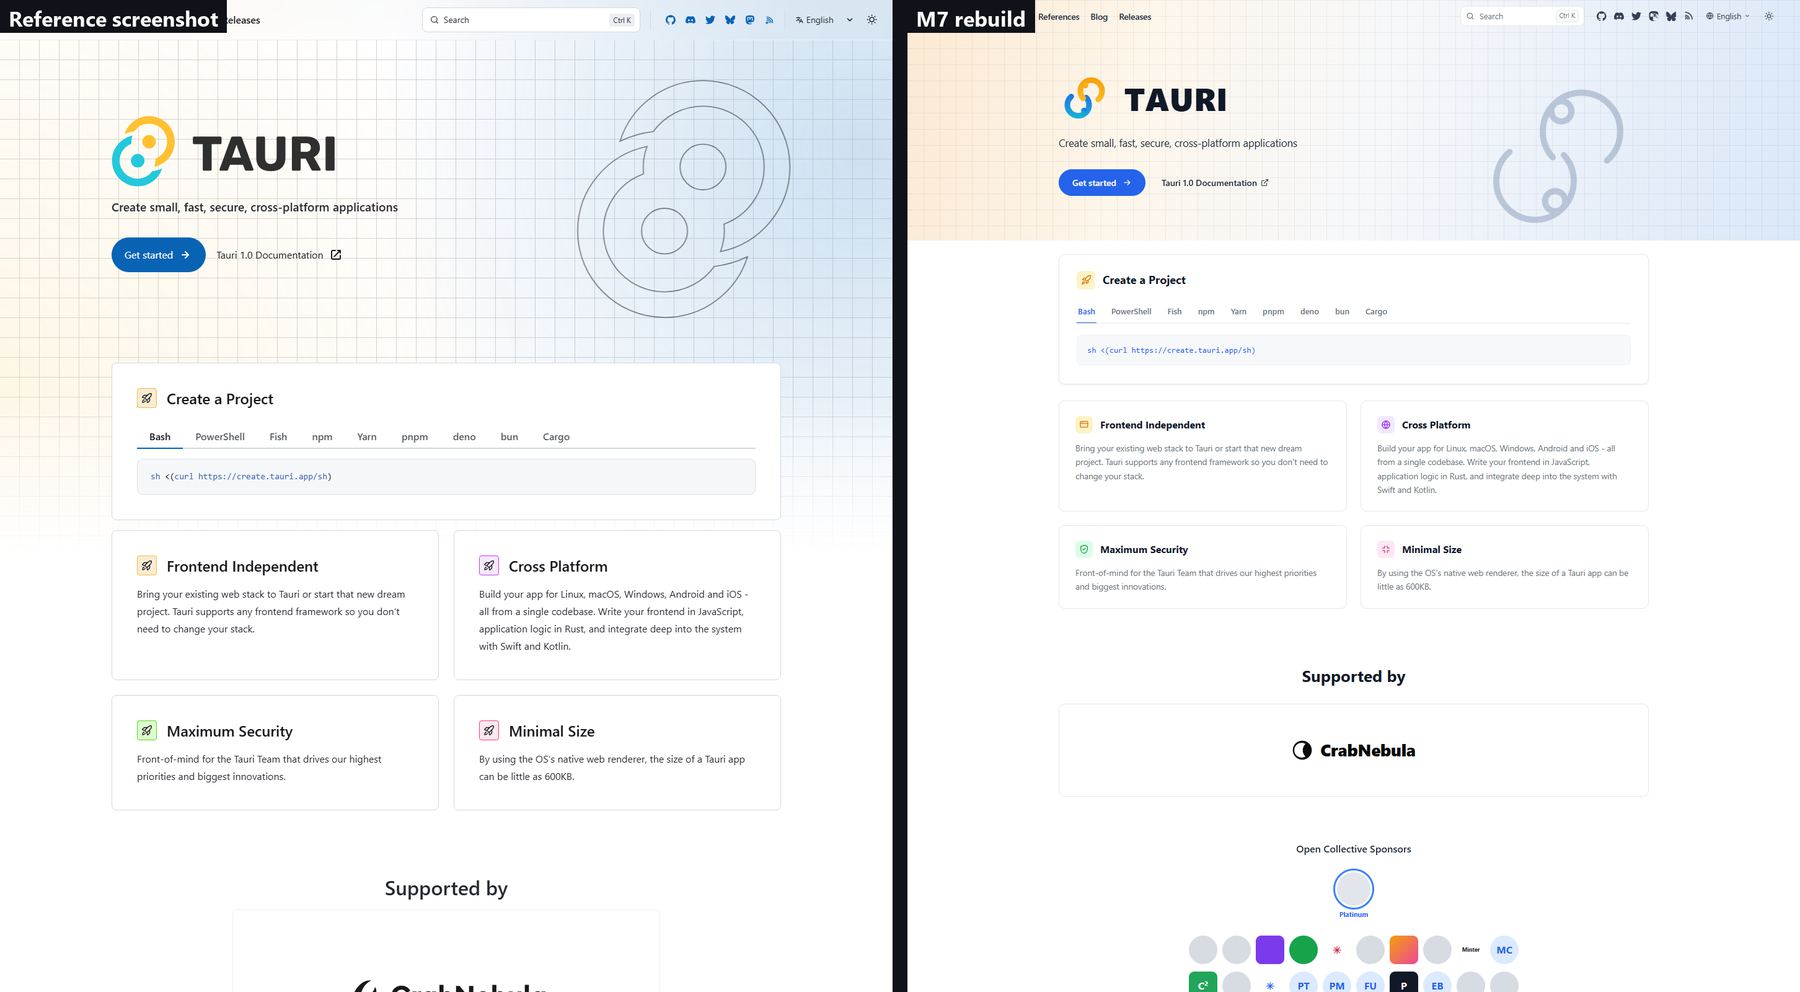 Reference screenshot
Releases
Search
Ctrl K
English
TAURI
Create small, fast, secure, cross-platform applications
Get started
Tauri 1.0 Documentation
Create a Project
Bash PowerShell Fish npm Yarn pnpm deno bun Cargo
sh <(curl https://create.tauri.app/sh)
Frontend Independent
Bring your existing web stack to Tauri or start that new dream
project. Tauri supports any frontend framework so you don't
need to change your stack.
Cross Platform
Build your app for Linux, macOS, Windows, Android and iOS -
all from a single codebase. Write your frontend in JavaScript,
application logic in Rust, and integrate deep into the system
with Swift and Kotlin.
Maximum Security
Front-of-mind for the Tauri Team that drives our highest
priorities and biggest innovations.
Minimal Size
By using the OS's native web renderer, the size of a Tauri app
can be little as 600KB.
Supported by
CrabNebula
M7 rebuild
References Blog Releases
Search
Ctrl K
English
TAURI
Create small, fast, secure, cross-platform applications
Get started
Tauri 1.0 Documentation
Create a Project
Bash PowerShell Fish npm Yarn pnpm deno bun Cargo
sh <(curl https://create.tauri.app/sh)
Frontend Independent
Bring your existing web stack to Tauri or start that new dream
project. Tauri supports any frontend framework so you don't need to
change your stack.
Cross Platform
Build your app for Linux, macOS, Windows, Android and iOS - all
from a single codebase. Write your frontend in JavaScript,
application logic in Rust, and integrate deep into the system with
Swift and Kotlin.
Maximum Security
Front-of-mind for the Tauri Team that drives our highest priorities
and biggest innovations.
Minimal Size
By using the OS's native web renderer, the size of a Tauri app can be
little as 600KB.
Supported by
CrabNebula
Open Collective Sponsors
Platinum
Minter MC
C² PT PM FU P EB